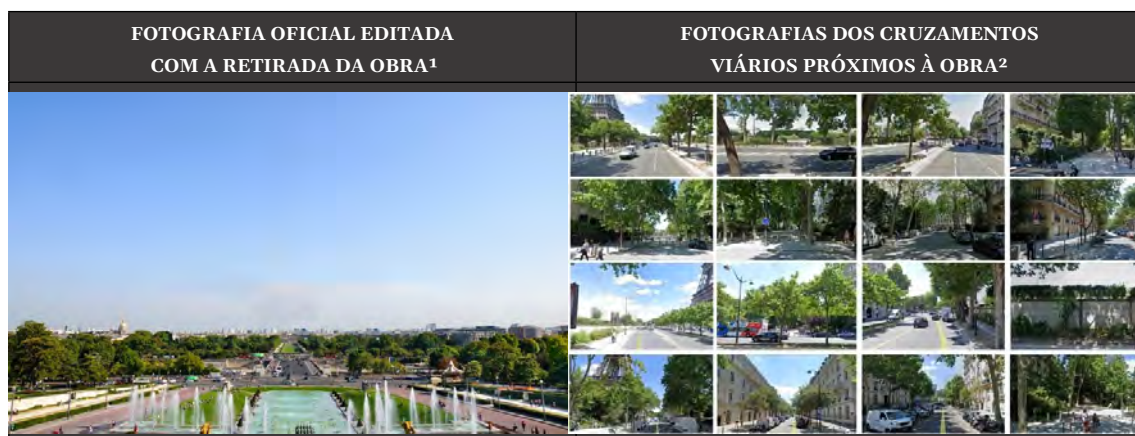 FOTOGRAFIA OFICIAL EDITADA
COM A RETIRADA DA OBRA¹
FOTOGRAFIAS DOS CRUZAMENTOS
VIÁRIOS PRÓXIMOS À OBRA²